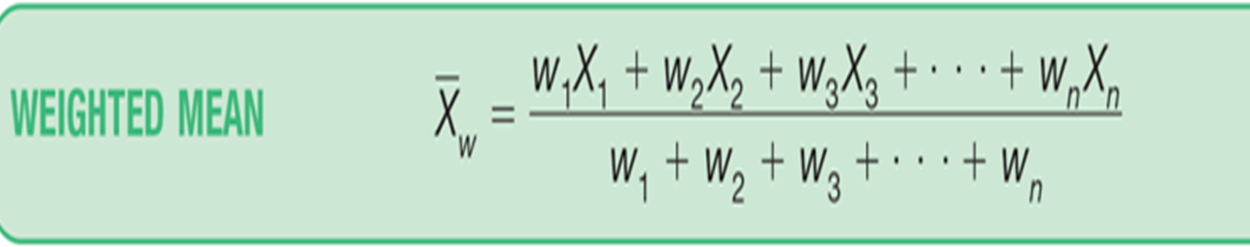 WEIGHTED MEAN
X̄w = (w1X1 + w2X2 + w3X3 + · · · + wnXn) / (w1 + w2 + w3 + · · · + wn)